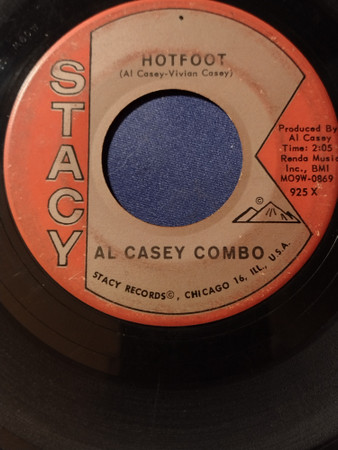 HOTFOOT
(Al Casey-Vivian Casey)
STACY
Produced By
Al Casey
Time: 2:05
Renda Music
Inc., BMI
MO9W-0869
925 X
©
AL CASEY COMBO
STACY RECORDS©, CHICAGO 16, ILL., U.S.A.